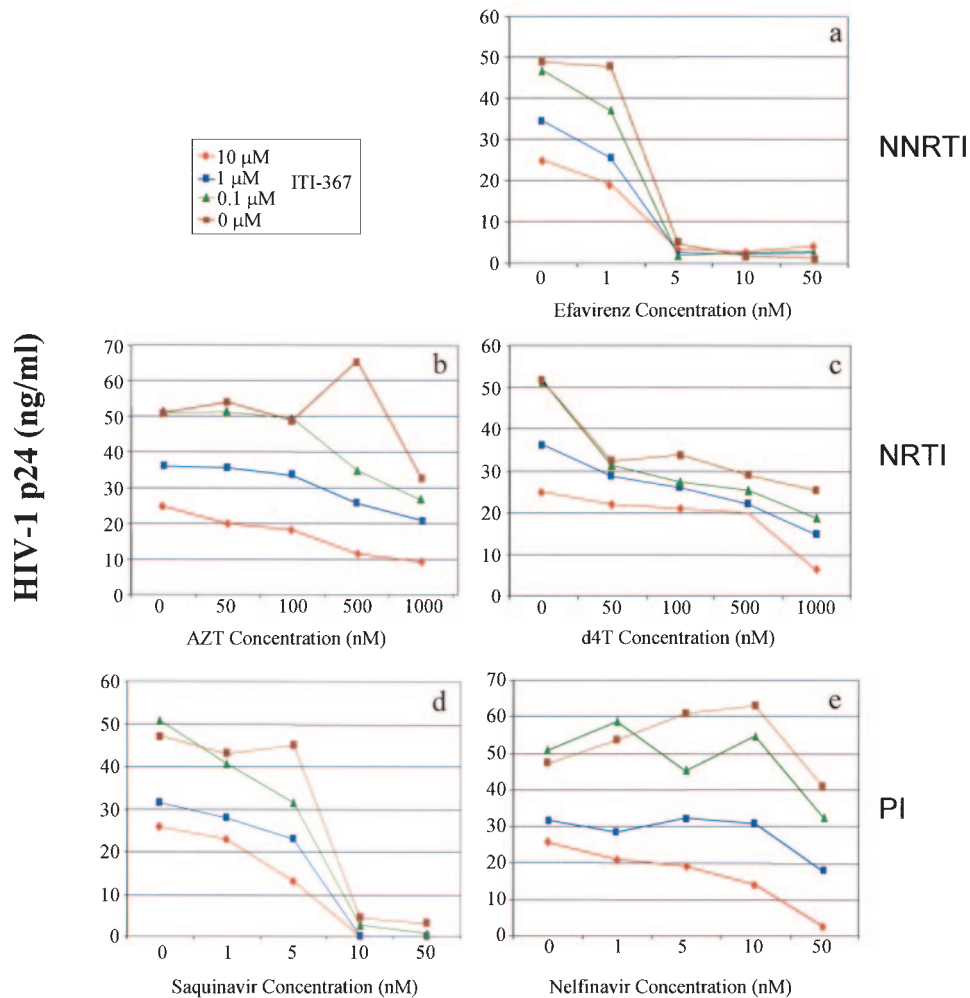 60
50
40
30
20
10
0
a
0 1 5 10 50
Efavirenz Concentration (nM)
NNRTI
10 µM
1 µM
0.1 µM
0 µM
ITI-367
HIV-1 p24 (ng/ml)
70
60
50
40
30
20
10
0
b
0 50 100 500 1000
AZT Concentration (nM)
60
50
40
30
20
10
0
c
0 50 100 500 1000
d4T Concentration (nM)
NRTI
60
50
40
30
20
10
0
d
0 1 5 10 50
Saquinavir Concentration (nM)
70
60
50
40
30
20
10
0
e
0 1 5 10 50
Nelfinavir Concentration (nM)
PI